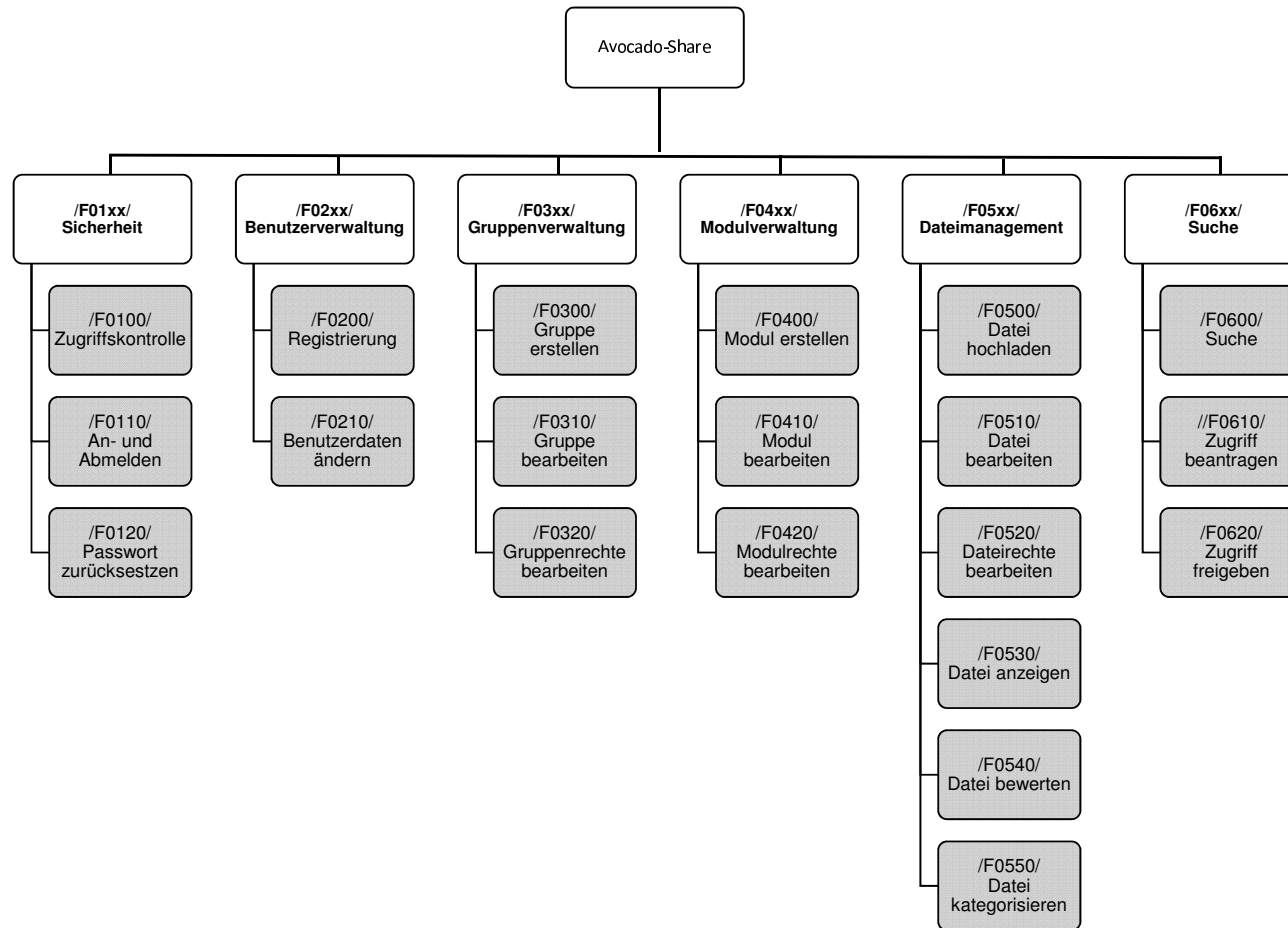 Avocado-Share
/F01xx/
Sicherheit
/F0100/
Zugriffskontrolle
/F0110/
An- und
Abmelden
/F0120/
Passwort
zurücksestzen
/F02xx/
Benutzerverwaltung
/F0200/
Registrierung
/F0210/
Benutzerdaten
ändern
/F03xx/
Gruppenverwaltung
/F0300/
Gruppe
erstellen
/F0310/
Gruppe
bearbeiten
/F0320/
Gruppenrechte
bearbeiten
/F04xx/
Modulverwaltung
/F0400/
Modul erstellen
/F0410/
Modul
bearbeiten
/F0420/
Modulrechte
bearbeiten
/F05xx/
Dateimanagement
/F0500/
Datei
hochladen
/F0510/
Datei
bearbeiten
/F0520/
Dateirechte
bearbeiten
/F0530/
Datei anzeigen
/F0540/
Datei bewerten
/F0550/
Datei
kategorisieren
/F06xx/
Suche
/F0600/
Suche
//F0610/
Zugriff
beantragen
/F0620/
Zugriff
freigeben